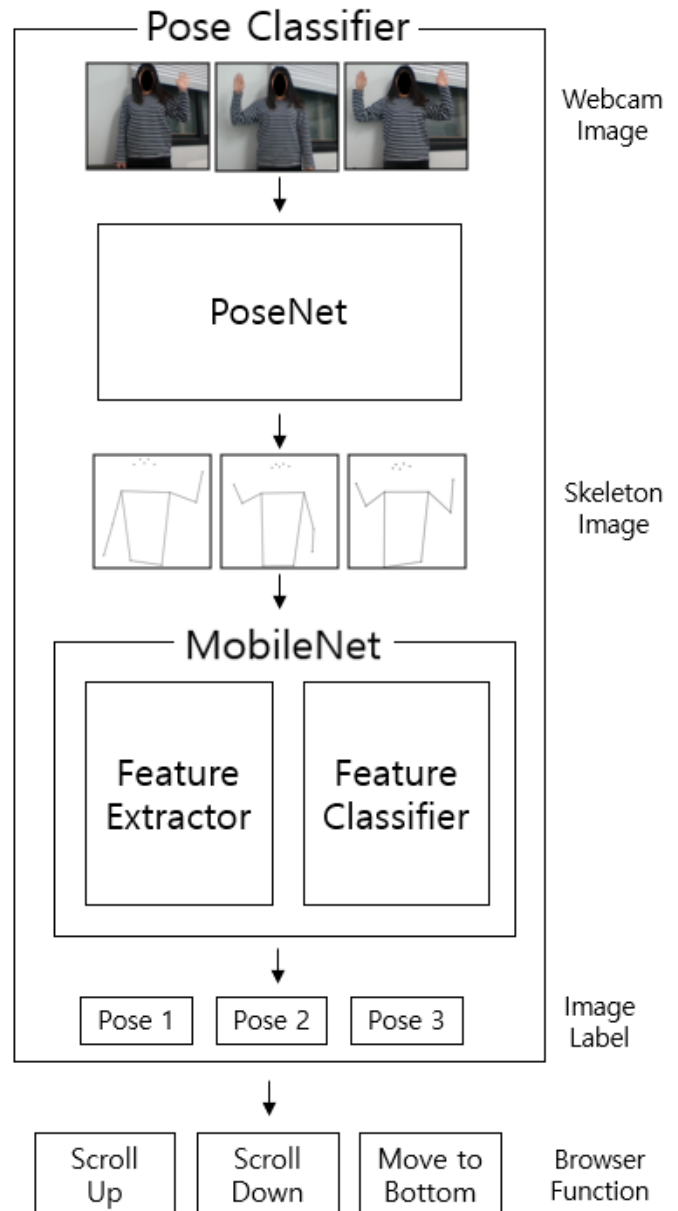 Pose Classifier
Webcam
Image
PoseNet
Skeleton
Image
MobileNet
Feature
Extractor
Feature
Classifier
Pose 1
Pose 2
Pose 3
Image
Label
Scroll
Up
Scroll
Down
Move to
Bottom
Browser
Function